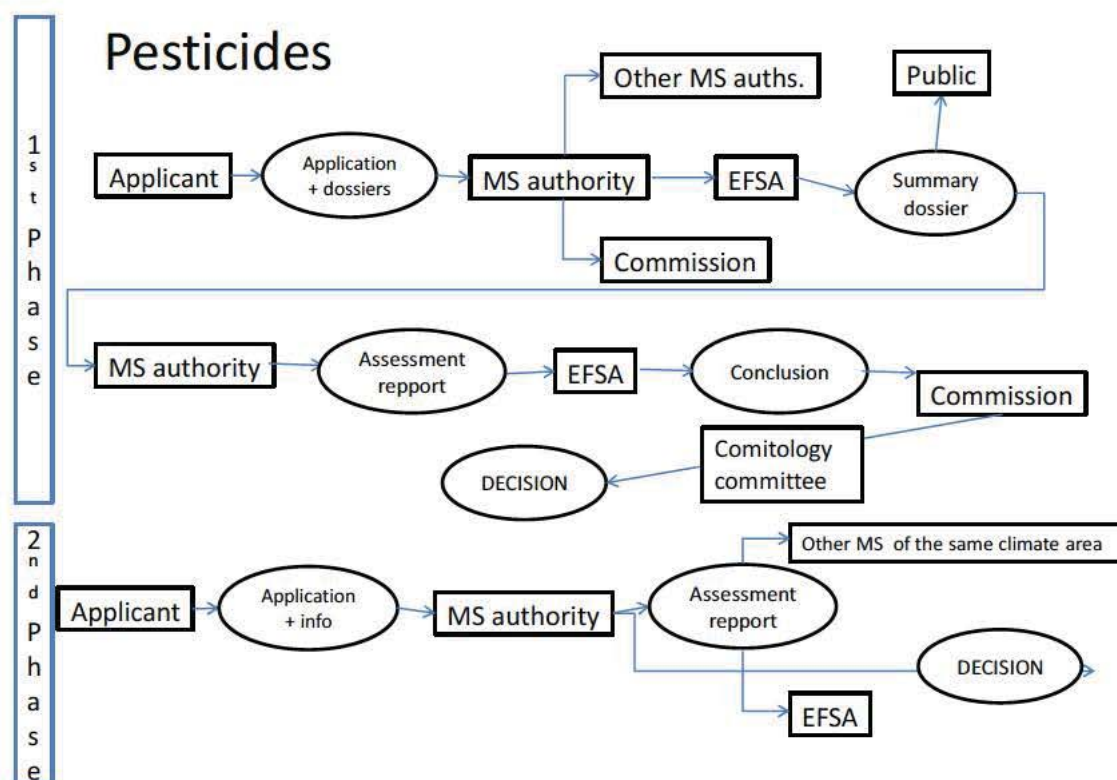 Pesticides
1st Phase
Other MS auths.
Public
Applicant
Application
+ dossiers
MS authority
EFSA
Summary
dossier
Commission
MS authority
Assessment
repport
EFSA
Conclusion
Commission
Comitology
committee
DECISION
2nd Phase
Other MS of the same climate area
Applicant
Application
+ info
MS authority
Assessment
repport
DECISION
EFSA